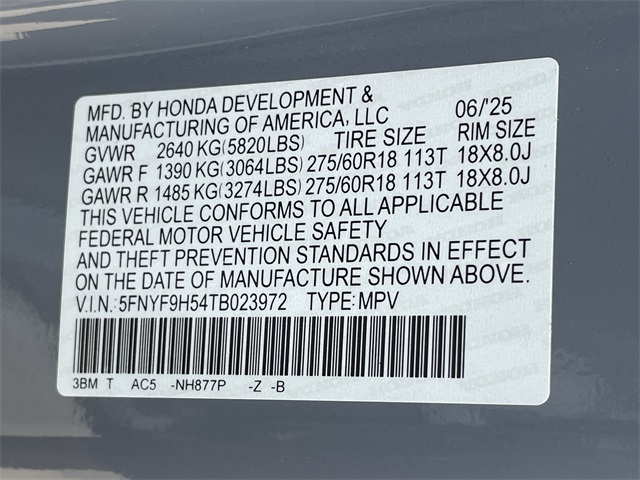 MFD. BY HONDA DEVELOPMENT &
MANUFACTURING OF AMERICA, LLC 06/'25
GVWR 2640 KG(5820LBS) TIRE SIZE RIM SIZE
GAWR F 1390 KG(3064LBS) 275/60R18 113T 18X8.0J
GAWR R 1485 KG(3274LBS) 275/60R18 113T 18X8.0J
THIS VEHICLE CONFORMS TO ALL APPLICABLE
FEDERAL MOTOR VEHICLE SAFETY
AND THEFT PREVENTION STANDARDS IN EFFECT
ON THE DATE OF MANUFACTURE SHOWN ABOVE.
V.I.N.: 5FNYF9H54TB023972 TYPE: MPV
3BM T AC5 -NH877P -Z -B